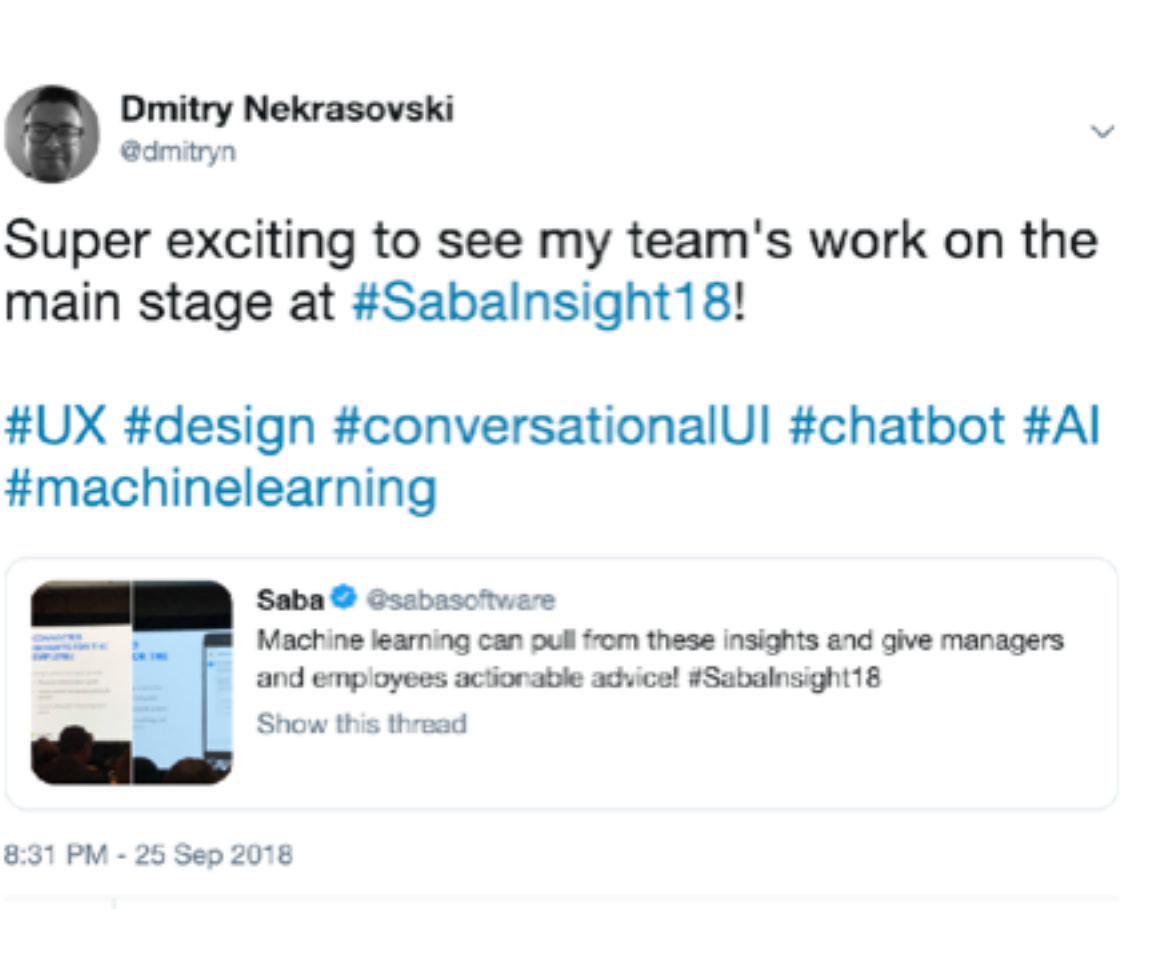 Dmitry Nekrasovski
@dmitryn
Super exciting to see my team's work on the
main stage at #SabaInsight18!
#UX #design #conversationalUI #chatbot #AI
#machinelearning
Saba @sabasoftware
Machine learning can pull from these insights and give managers
and employees actionable advice! #SabaInsight18
Show this thread
8:31 PM - 25 Sep 2018